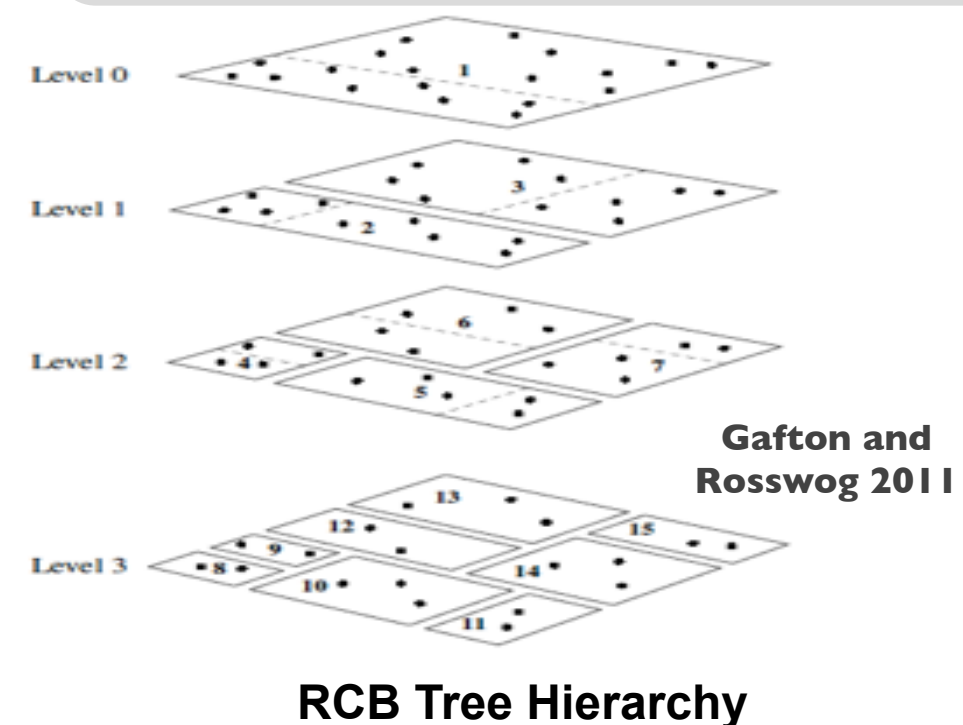 Level 0
1
Level 1
3
2
Level 2
6
4
7
5
Gafton and
Rosswog 2011
Level 3
13
12
15
9
8
14
10
11
RCB Tree Hierarchy